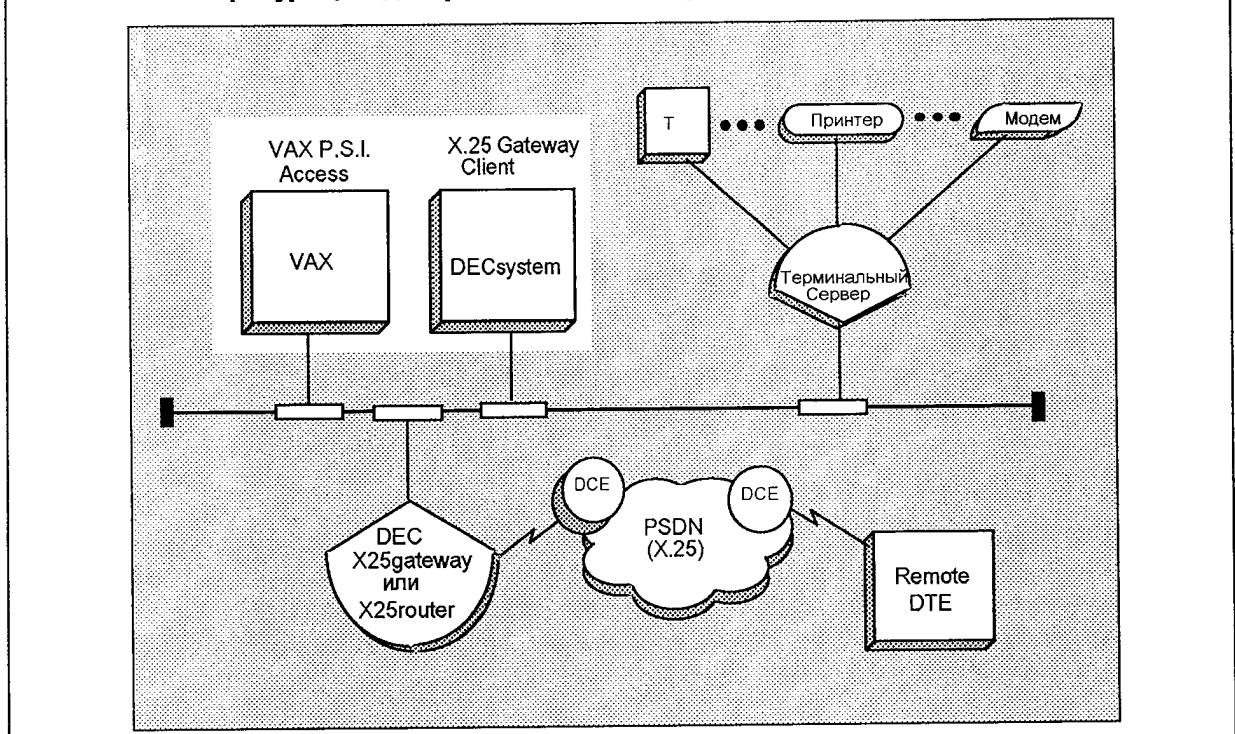 VAX P.S.I.
Access
X.25 Gateway
Client
T
Принтер
Модем
VAX
DECsystem
Терминальный
Сервер
DCE
DCE
PSDN
(X.25)
DEC
X25gateway
или
X25router
Remote
DTE